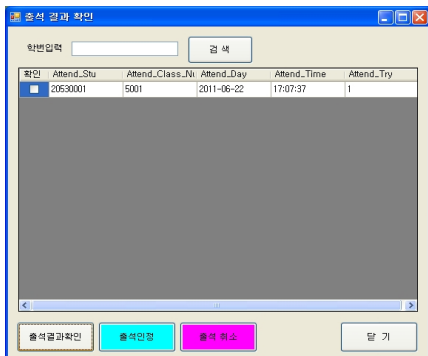 출석 결과 확인
학번입력 검 색
확인 Attend_Stu Attend_Class_Nu Attend_Day Attend_Time Attend_Try
20530001 5001 2011-06-22 17:07:37 1
출석결과확인 출석인정 출석 취소 닫 기